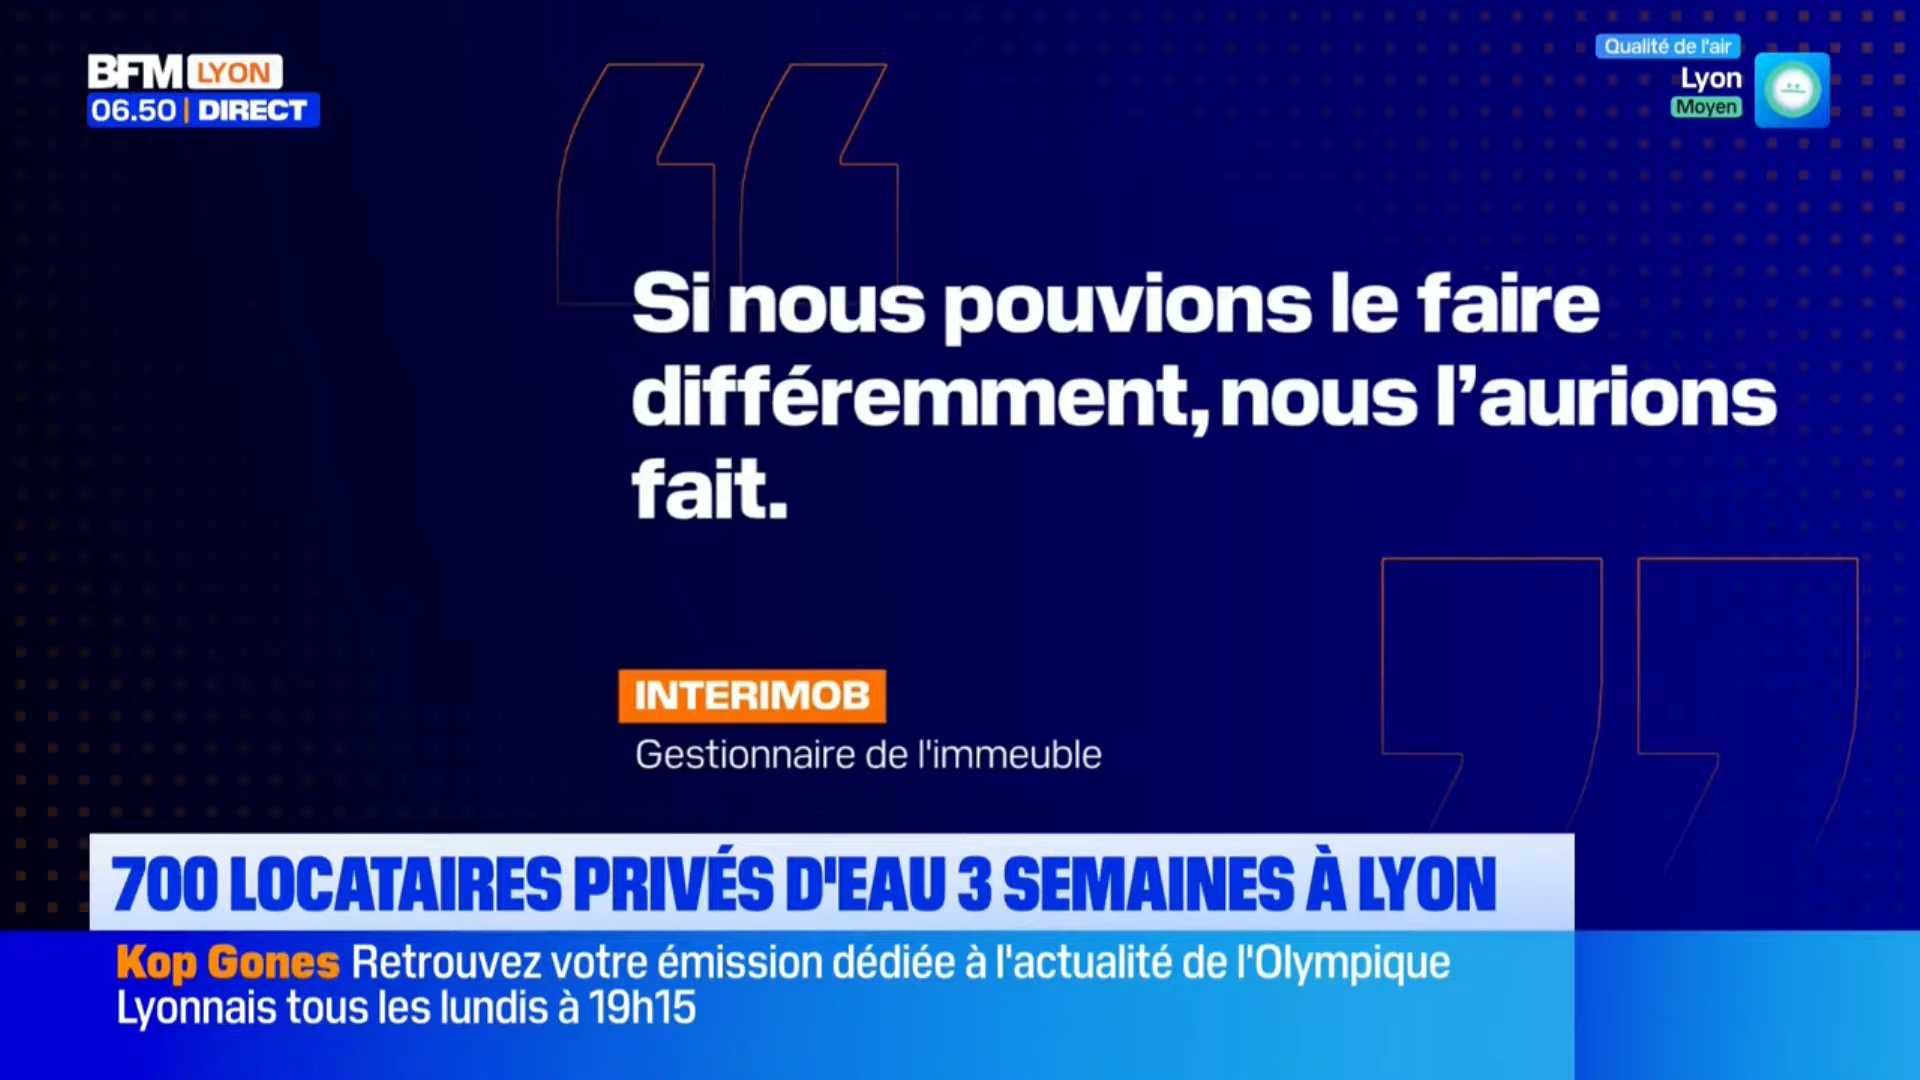 BFM LYON
06.50 | DIRECT
Qualité de l'air
Lyon
Moyen
Si nous pouvions le faire
différemment, nous l’aurions
fait.
INTERIMOB
Gestionnaire de l'immeuble
700 LOCATAIRES PRIVÉS D'EAU 3 SEMAINES À LYON
Kop Gones Retrouvez votre émission dédiée à l'actualité de l'Olympique
Lyonnais tous les lundis à 19h15